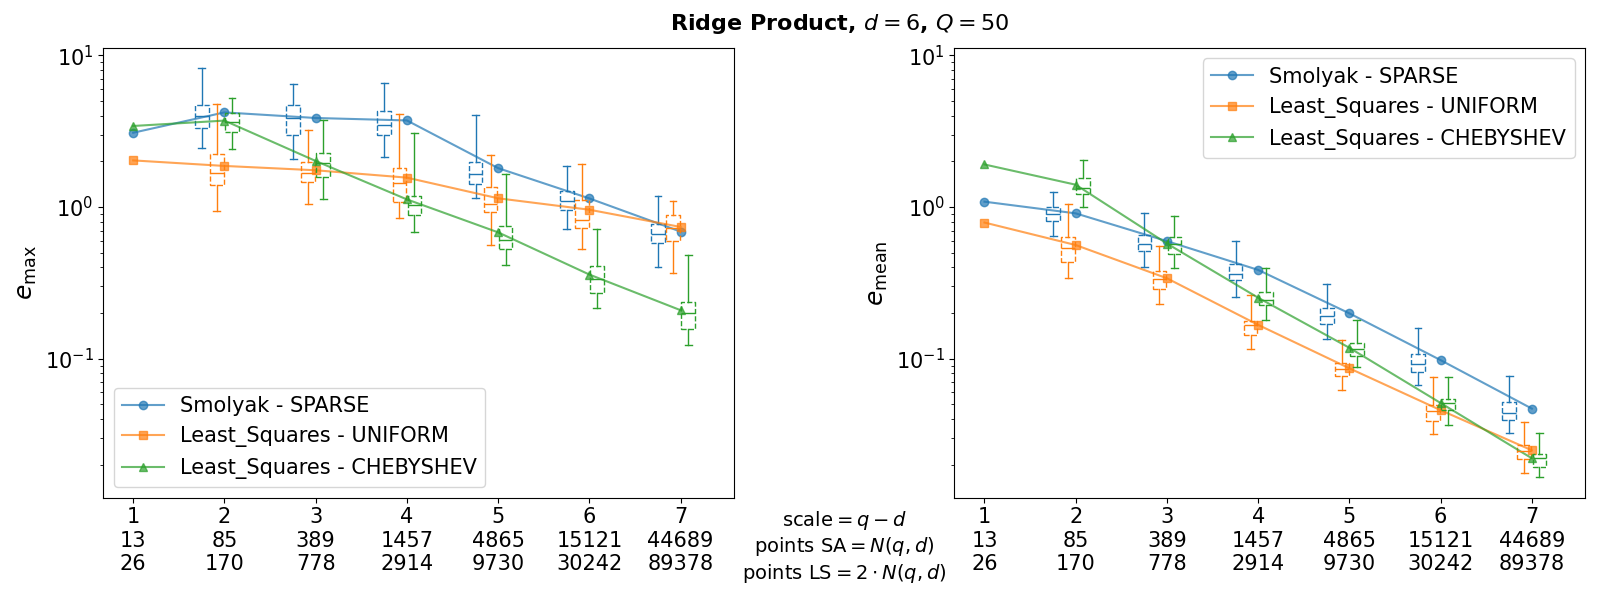 Ridge Product, d = 6, Q = 50
10¹
10⁰
10⁻¹
e_max
Smolyak - SPARSE
Least_Squares - UNIFORM
Least_Squares - CHEBYSHEV
1 2 3 4 5 6 7
13 85 389 1457 4865 15121 44689
26 170 778 2914 9730 30242 89378
scale = q − d
points SA = N(q, d)
points LS = 2 · N(q, d)
10¹
10⁰
10⁻¹
e_mean
Smolyak - SPARSE
Least_Squares - UNIFORM
Least_Squares - CHEBYSHEV
1 2 3 4 5 6 7
13 85 389 1457 4865 15121 44689
26 170 778 2914 9730 30242 89378